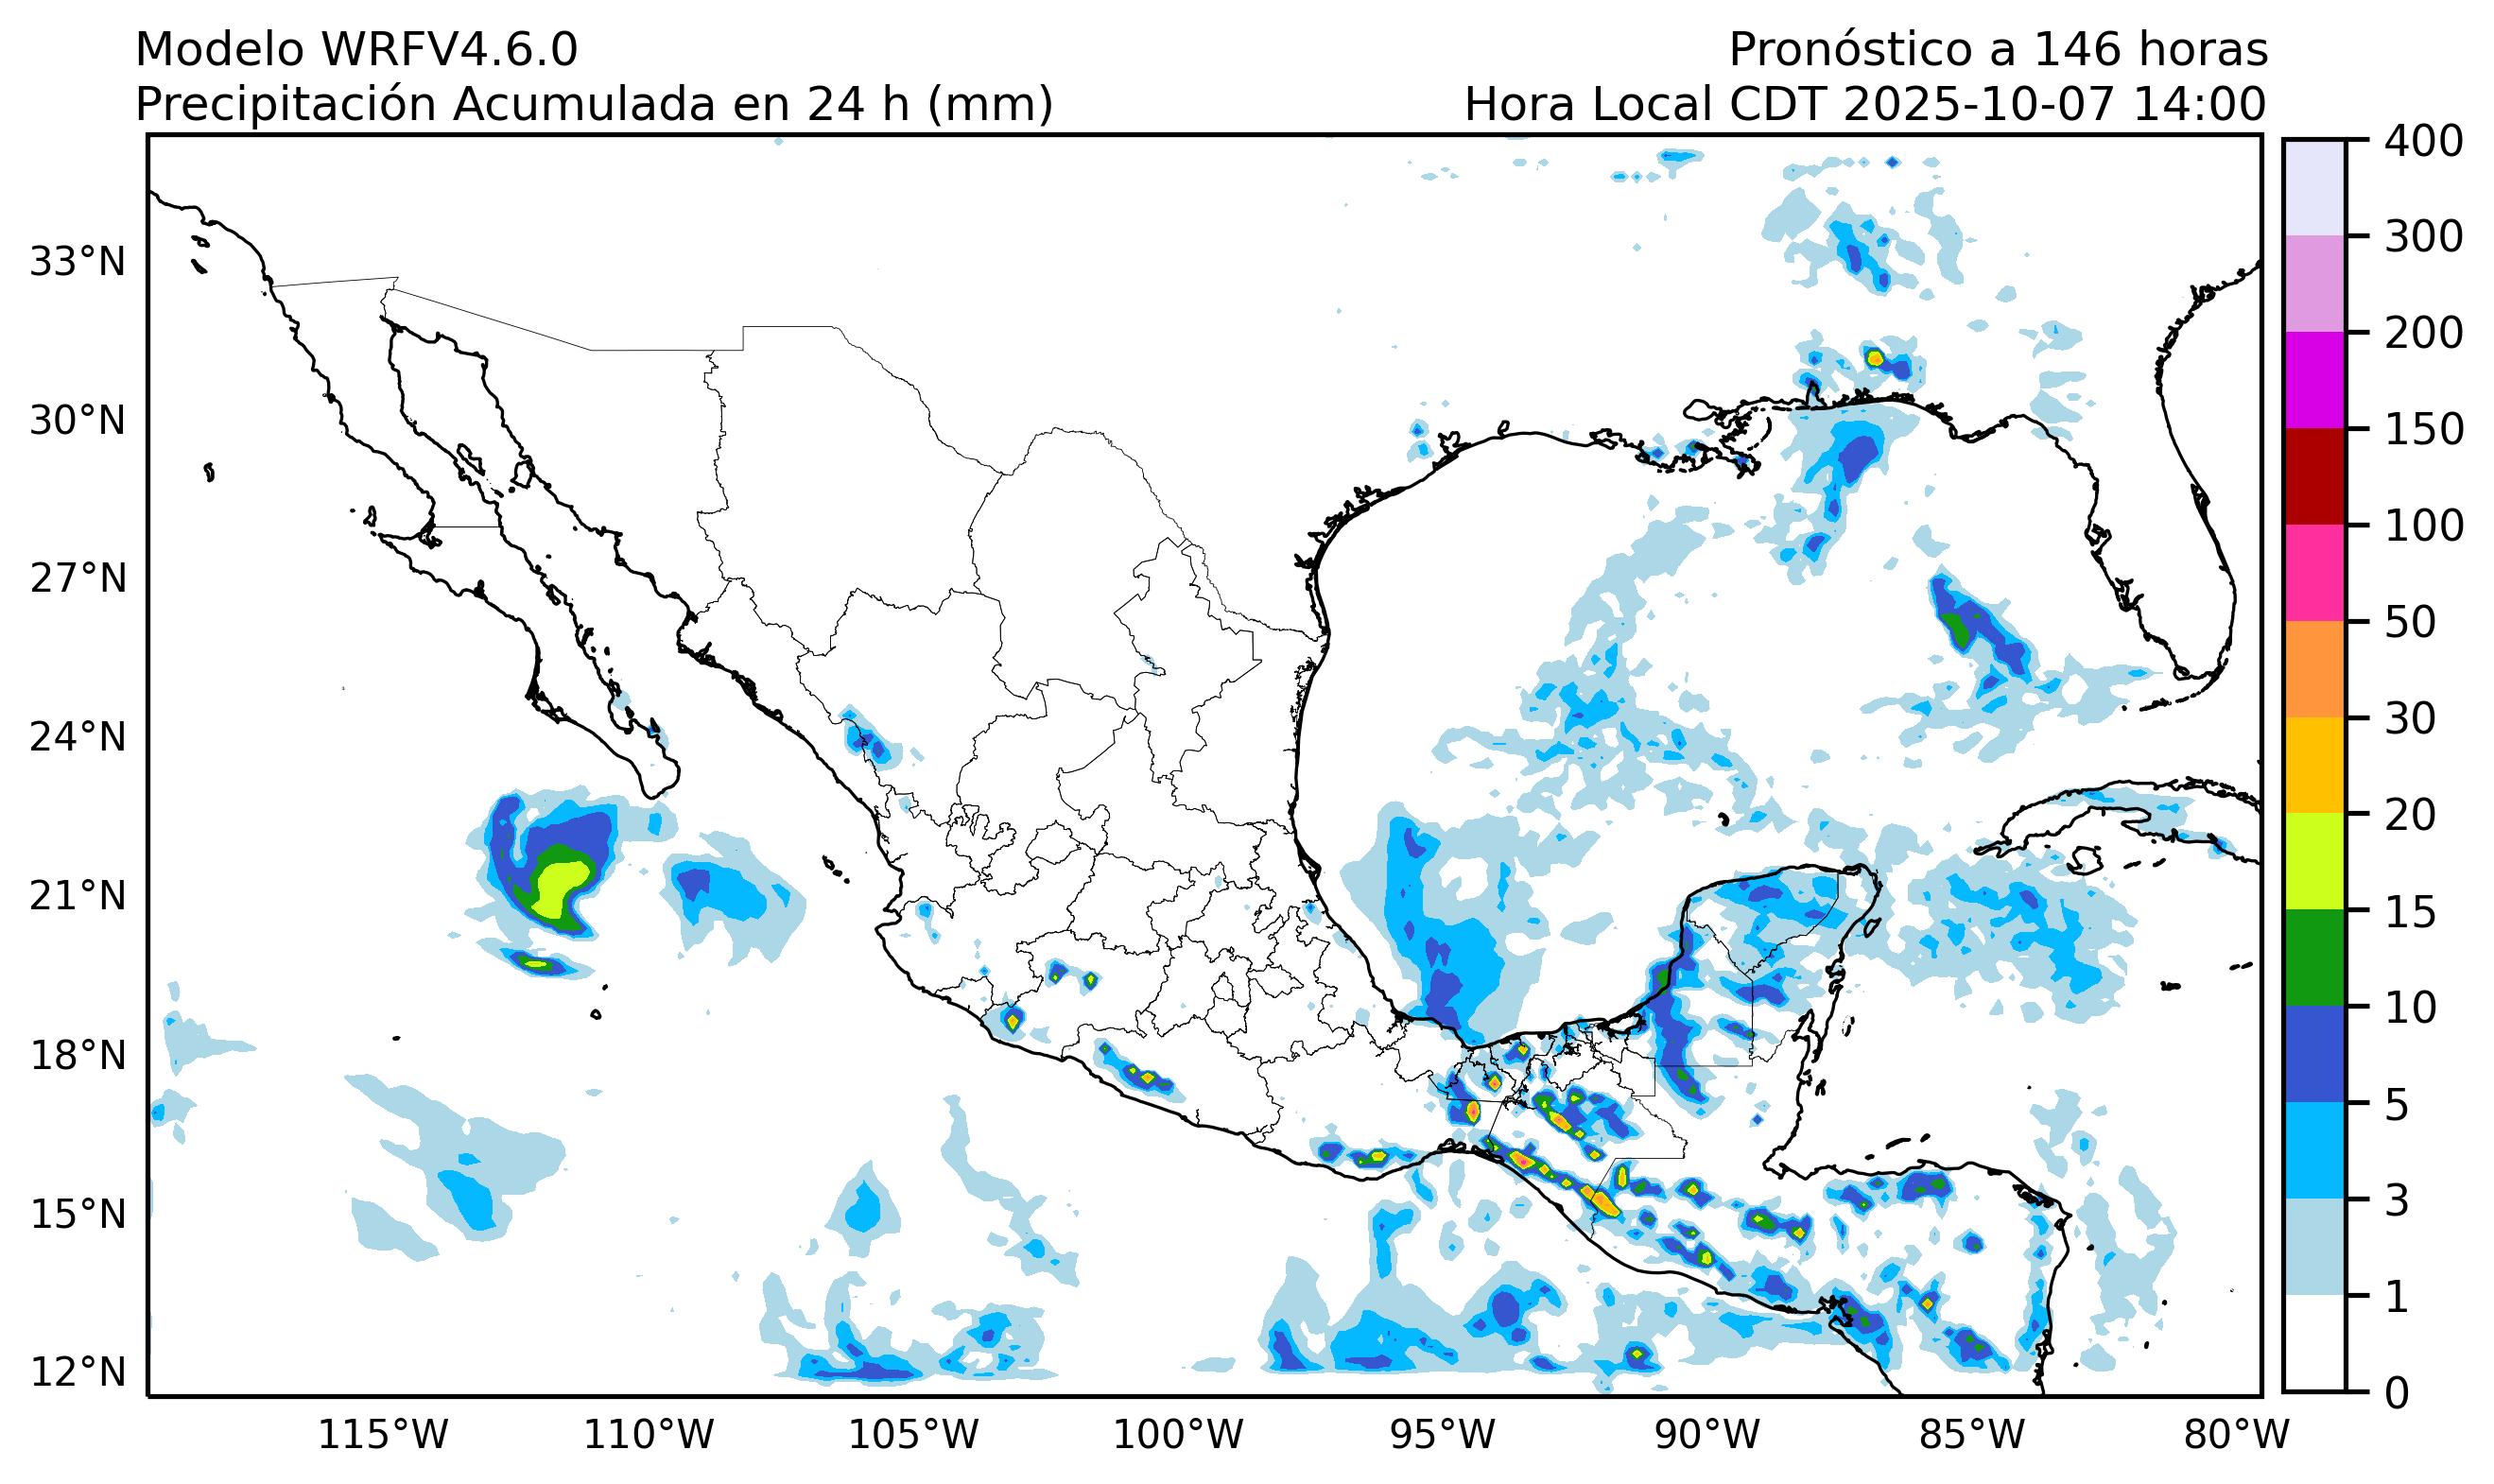 Modelo WRFV4.6.0
Pronóstico a 146 horas
Precipitación Acumulada en 24 h (mm)
Hora Local CDT 2025-10-07 14:00
33°N
30°N
27°N
24°N
21°N
18°N
15°N
12°N
115°W
110°W
105°W
100°W
95°W
90°W
85°W
80°W
400
300
200
150
100
50
30
20
15
10
5
3
1
0